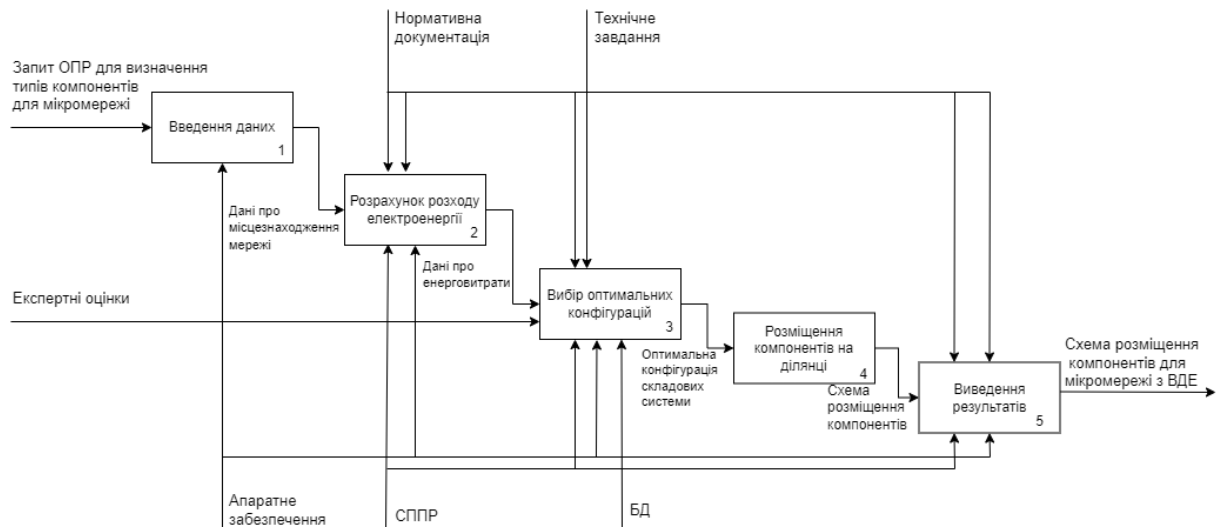 Нормативна
документація
Технічне
завдання
Запит ОПР для визначення
типів компонентів
для мікромережі
Введення даних
1
Розрахунок розходу
електроенергії
2
Дані про
місцезнаходження
мережі
Дані про
енерговитрати
Експертні оцінки
Вибір оптимальних
конфігурацій
3
Розміщення
компонентів на
ділянці
4
Оптимальна
конфігурація
складових
системи
Схема
розміщення
компонентів
Виведення
результатів
5
Схема розміщення
компонентів для
мікромережі з ВДЕ
Апаратне
забезпечення
СППР
БД